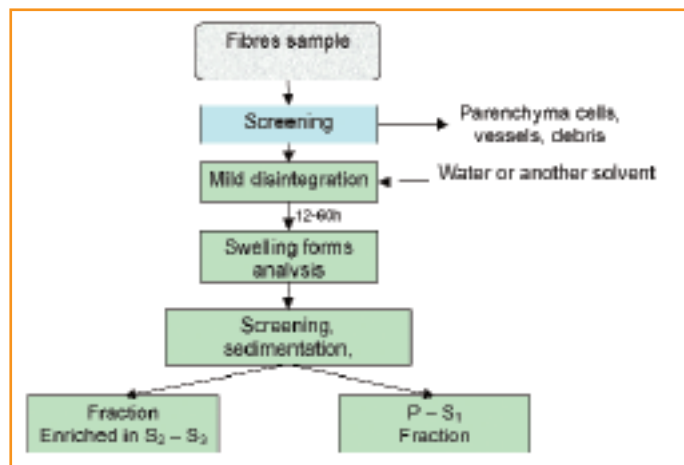 Fibres sample
Screening
Parenchyma cells,
vessels, debris
Mild disintegration
Water or another solvent
12-60h
Swelling forms
analysis
Screening,
sedimentation,
Fraction
Enriched in S₂ – S₃
P – S₁
Fraction